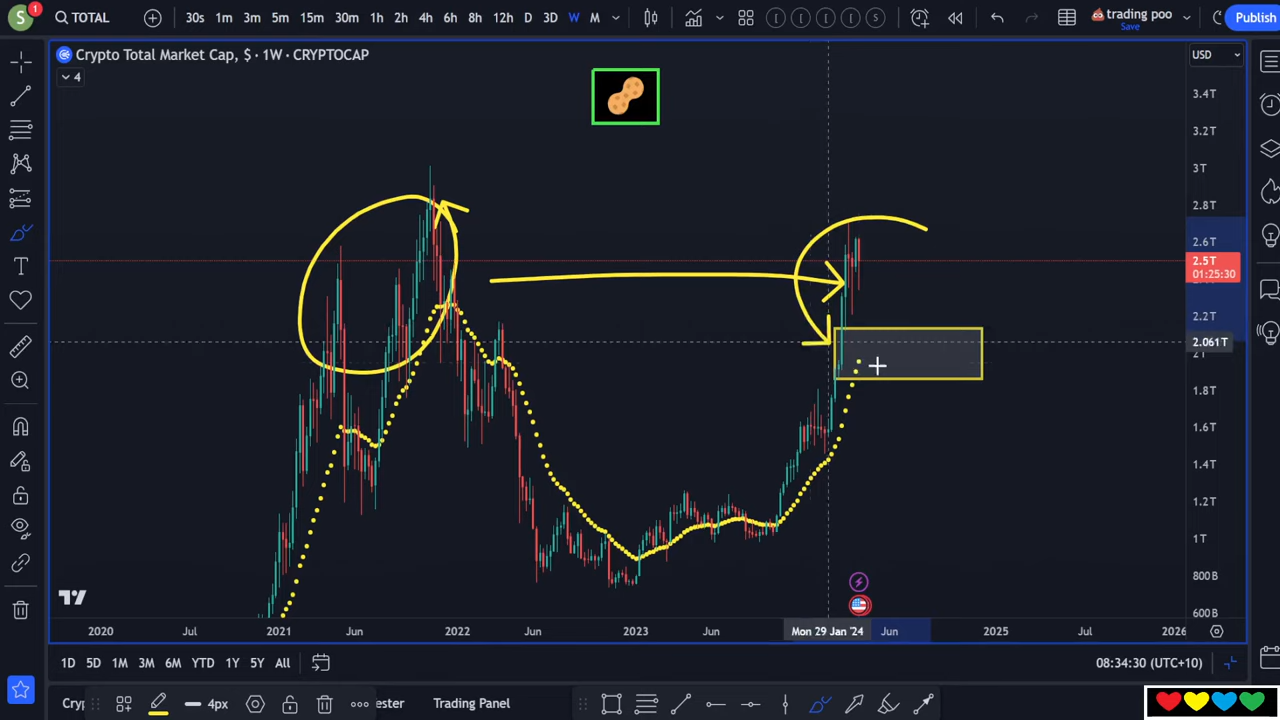 S 1 TOTAL 30s 1m 3m 5m 15m 30m 1h 2h 4h 6h 8h 12h D 3D W M trading poo Save Publish
Crypto Total Market Cap, $ · 1W · CRYPTOCAP
USD
4
3.4T
3.2T
3T
2.8T
2.6T
2.5T
01:25:30
2.2T
2.061T
1.8T
1.6T
1.4T
1.2T
1T
800B
600B
2020 Jul 2021 Jun 2022 Jun 2023 Jun Mon 29 Jan '24 Jun 2025 Jul 2026
1D 5D 1M 3M 6M YTD 1Y 5Y All 08:34:30 (UTC+10)
4px ester Trading Panel